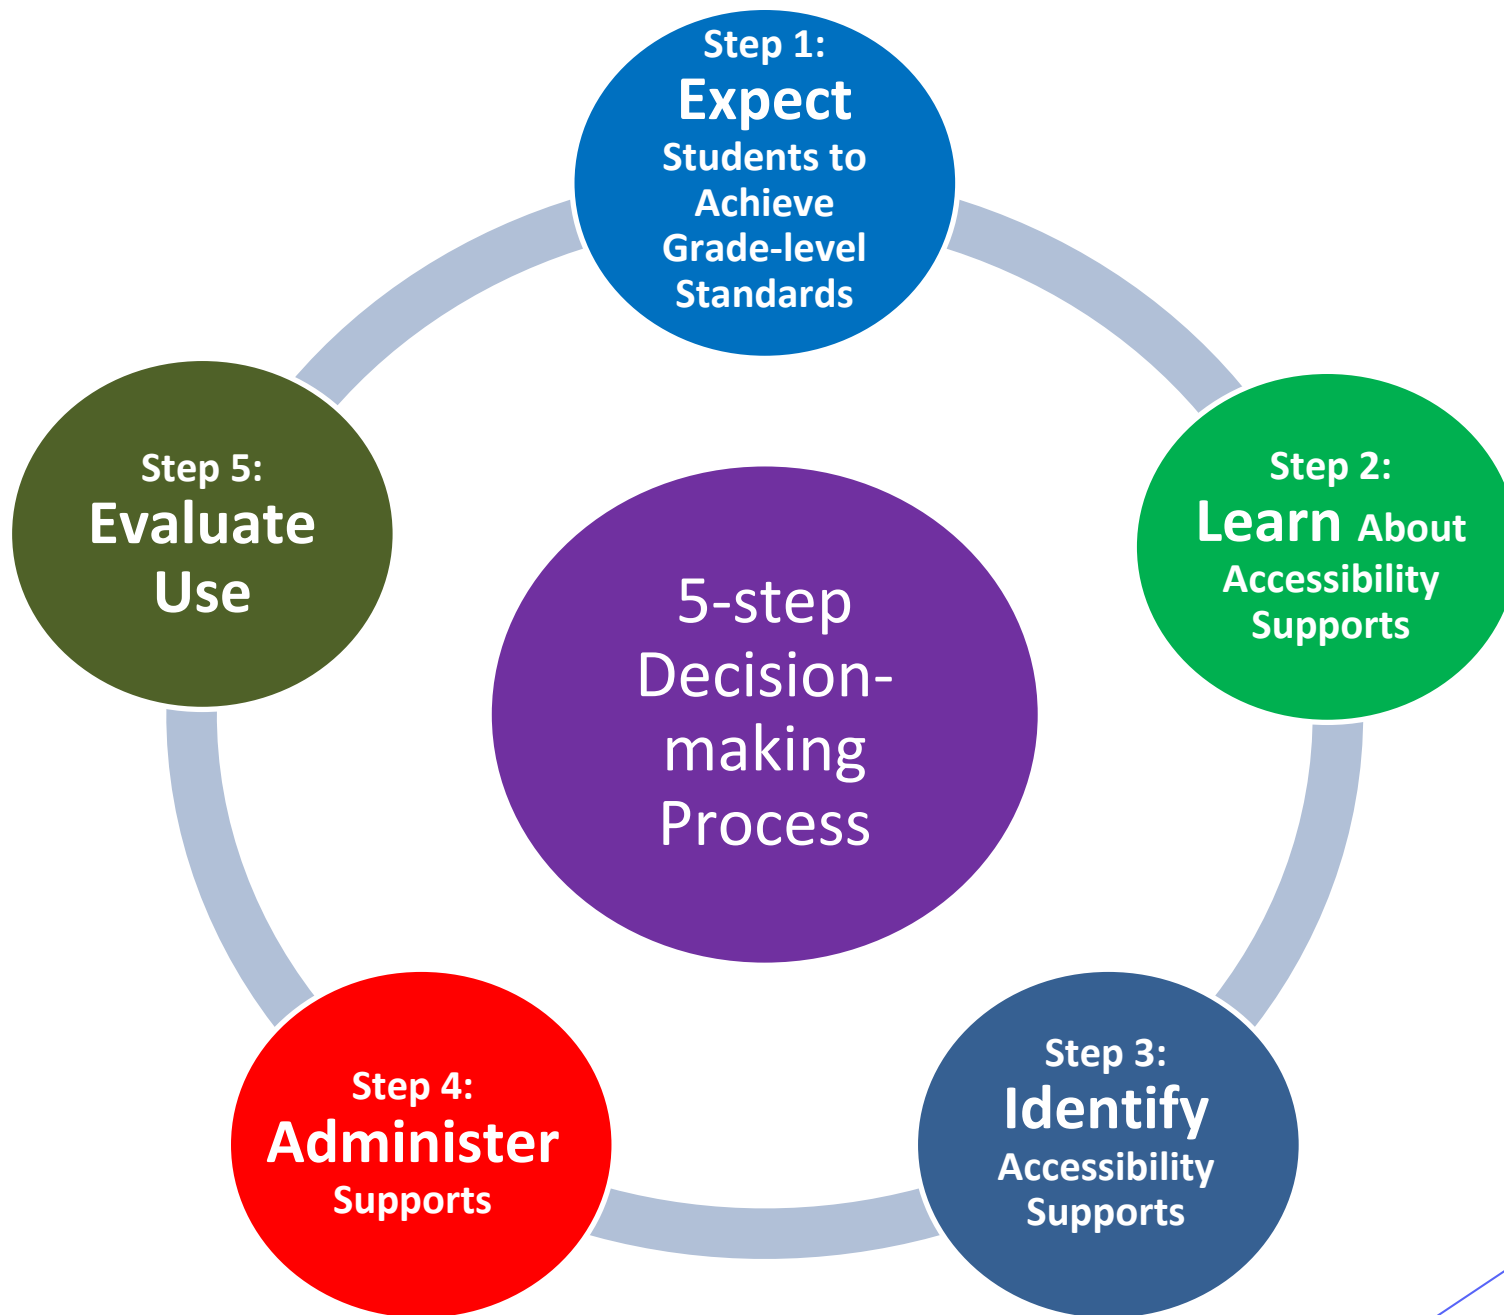 Step 1:
Expect
Students to
Achieve
Grade-level
Standards
Step 2:
Learn About
Accessibility
Supports
Step 3:
Identify
Accessibility
Supports
Step 4:
Administer
Supports
Step 5:
Evaluate
Use
5-step
Decision-
making
Process